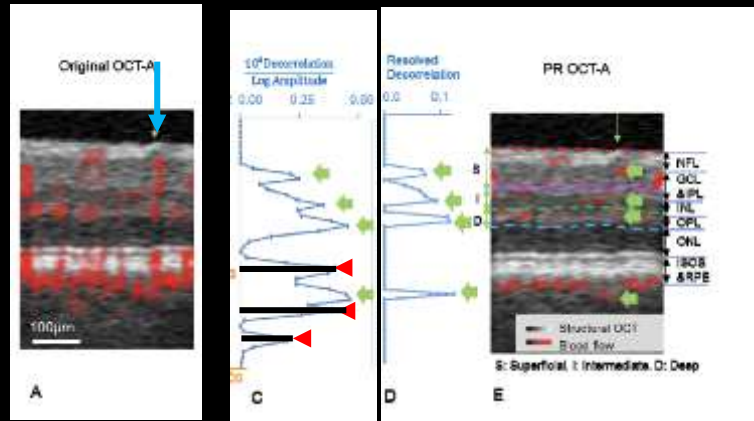 Original OCT-A
100µm
A
10⁴Decorrelation
Log Amplitude
0.00 0.25
C
Resolved
Decorrelation
0.0 0.1
S
I
D
D
PR OCT-A
NFL
GCL
&IPL
INL
OPL
ONL
ISOS
&RPE
Structural OCT
Blood flow
S: Superficial, I: Intermediate, D: Deep
E